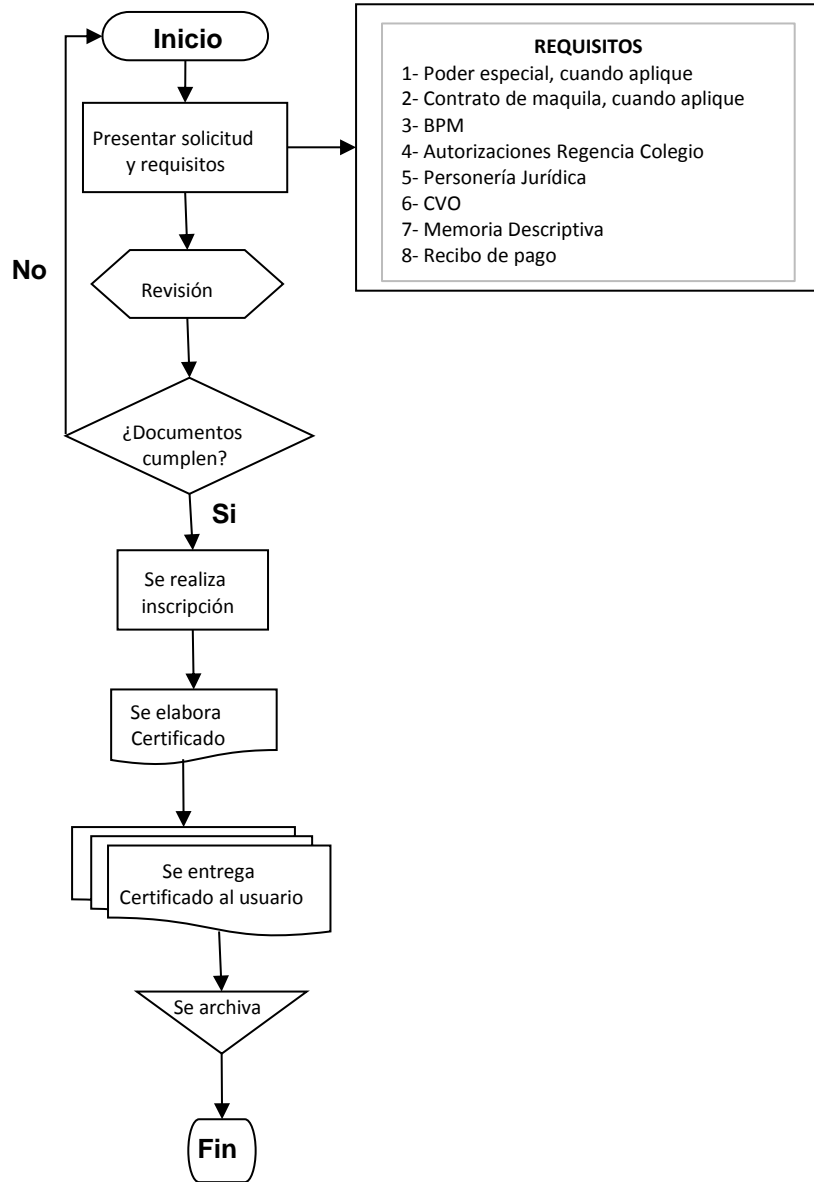 Inicio
Presentar solicitud
y requisitos
REQUISITOS
1- Poder especial, cuando aplique
2- Contrato de maquila, cuando aplique
3- BPM
4- Autorizaciones Regencia Colegio
5- Personería Jurídica
6- CVO
7- Memoria Descriptiva
8- Recibo de pago
No
Revisión
¿Documentos
cumplen?
Si
Se realiza
inscripción
Se elabora
Certificado
Se entrega
Certificado al usuario
Se archiva
Fin